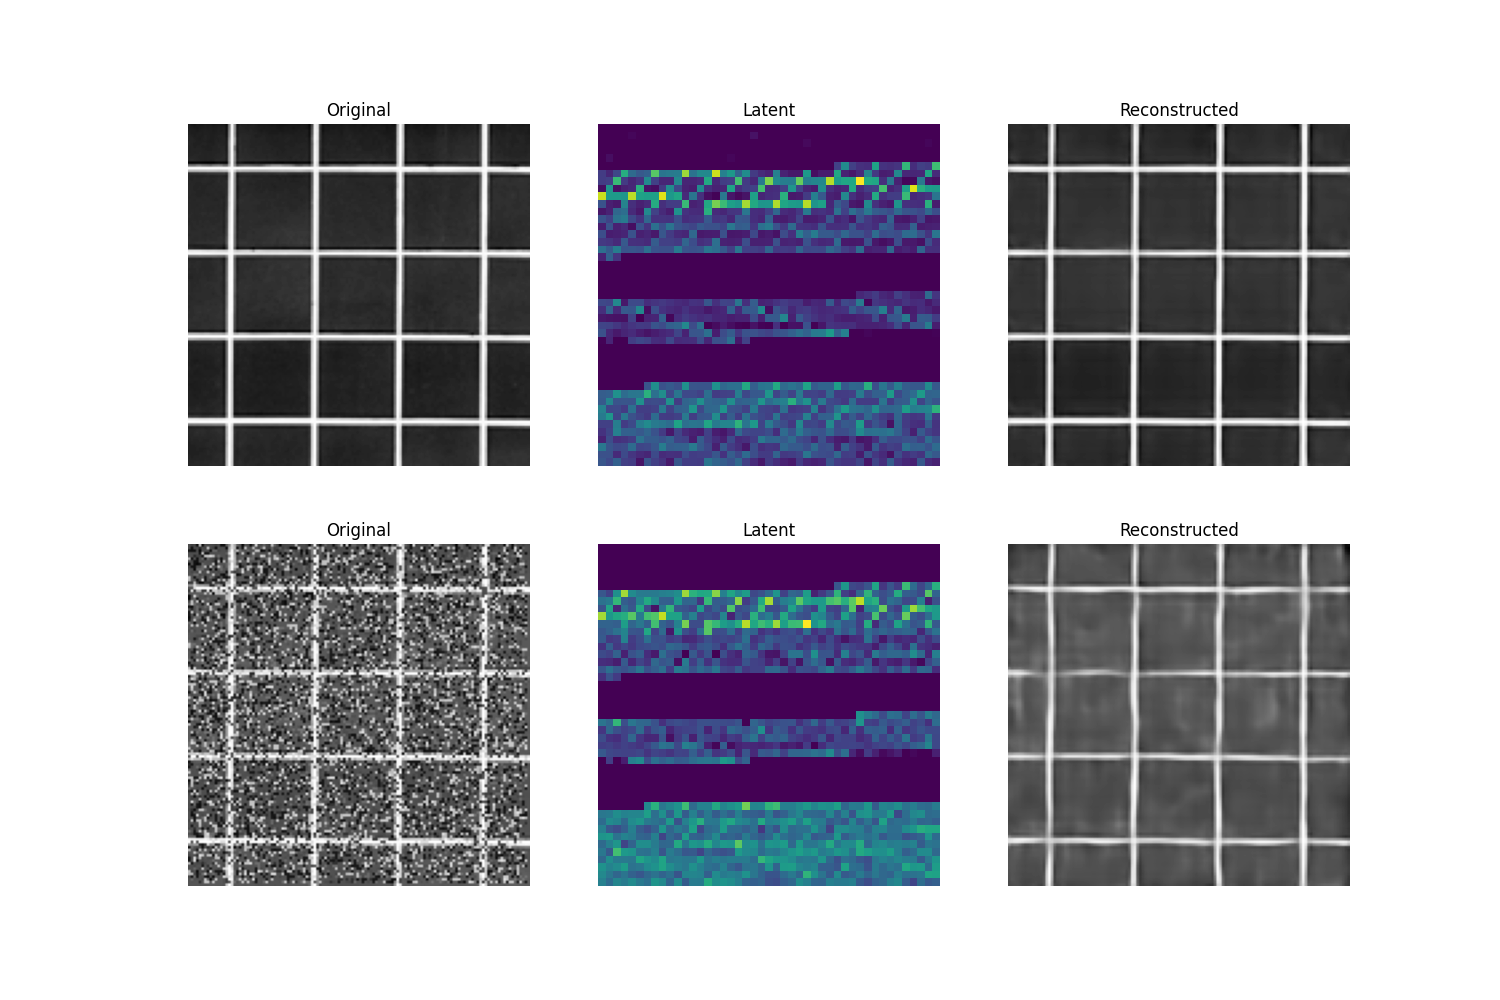 Original
Latent
Reconstructed
Original
Latent
Reconstructed